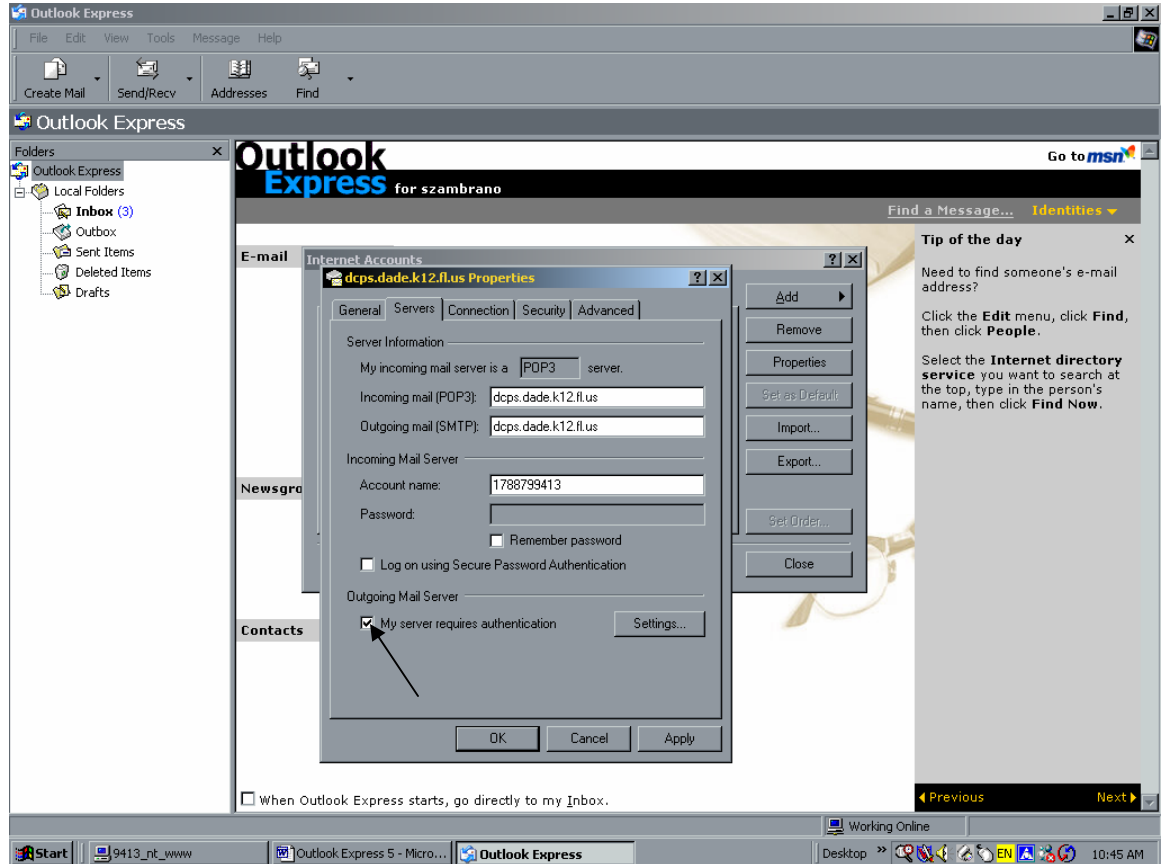 Outlook Express
File Edit View Tools Message Help
Create Mail Send/Recv Addresses Find
Outlook Express
Folders x
Outlook Express
Local Folders
Inbox (3)
Outbox
Sent Items
Deleted Items
Drafts
Outlook
Express for szambrano
Go to msn
Find a Message... Identities
E-mail
Newsgro
Contacts
When Outlook Express starts, go directly to my Inbox.
Internet Accounts
Add
Remove
Properties
Set as Default
Import...
Export...
Set Order...
Close
dcps.dade.k12.fl.us Properties
General Servers Connection Security Advanced
Server Information
My incoming mail server is a POP3 server.
Incoming mail (POP3): dcps.dade.k12.fl.us
Outgoing mail (SMTP): dcps.dade.k12.fl.us
Incoming Mail Server
Account name: 1788799413
Password:
Remember password
Log on using Secure Password Authentication
Outgoing Mail Server
My server requires authentication Settings...
OK Cancel Apply
Tip of the day x
Need to find someone's e-mail
address?
Click the Edit menu, click Find,
then click People.
Select the Internet directory
service you want to search at
the top, type in the person's
name, then click Find Now.
Previous Next
Working Online
Start 9413_nt_www Outlook Express 5 - Micro... Outlook Express Desktop » EN 10:45 AM